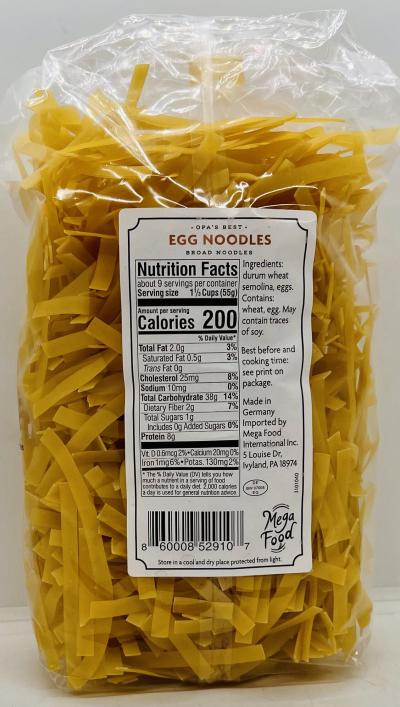 • OPA'S BEST •
EGG NOODLES
BROAD NOODLES
Nutrition Facts
about 9 servings per container
Serving size 1½ Cups (55g)
Amount per serving
Calories 200
% Daily Value*
Total Fat 2.0g 3%
Saturated Fat 0.5g 3%
Trans Fat 0g
Cholesterol 25mg 8%
Sodium 10mg 0%
Total Carbohydrate 38g 14%
Dietary Fiber 2g 7%
Total Sugars 1g
Includes 0g Added Sugars 0%
Protein 8g
Vit. D 0.6mcg 2% • Calcium 20mg 0%
Iron 1mg 6% • Potas. 130mg 2%
* The % Daily Value (DV) tells you how
much a nutrient in a serving of food
contributes to a daily diet. 2,000 calories
a day is used for general nutrition advice.
Ingredients:
durum wheat
semolina, eggs.
Contains:
wheat, egg. May
contain traces
of soy.
Best before and
cooking time:
see print on
package.
Made in
Germany
Imported by
Mega Food
International Inc.
5 Louise Dr,
Ivyland, PA 18974
DE
EG
Mega
Food
8 60008 52910 7
Store in a cool and dry place protected from light.